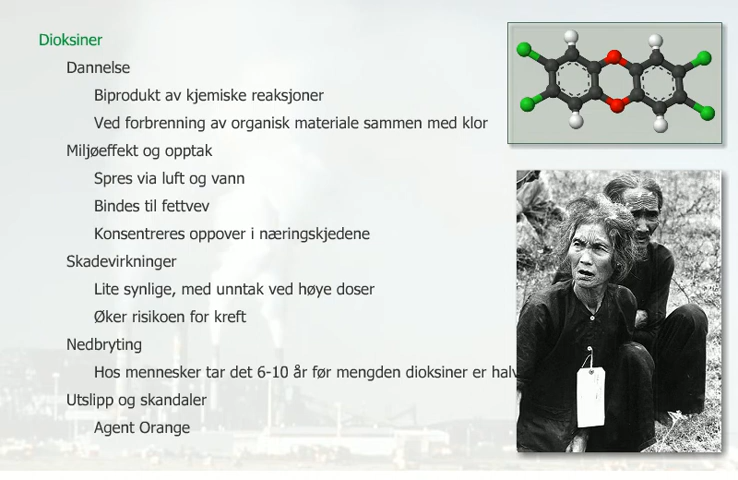 Dioksiner
Dannelse
Biprodukt av kjemiske reaksjoner
Ved forbrenning av organisk materiale sammen med klor
Miljøeffekt og opptak
Spres via luft og vann
Bindes til fettvev
Konsentreres oppover i næringskjedene
Skadevirkninger
Lite synlige, med unntak ved høye doser
Øker risikoen for kreft
Nedbryting
Hos mennesker tar det 6-10 år før mengden dioksiner er halv
Utslipp og skandaler
Agent Orange